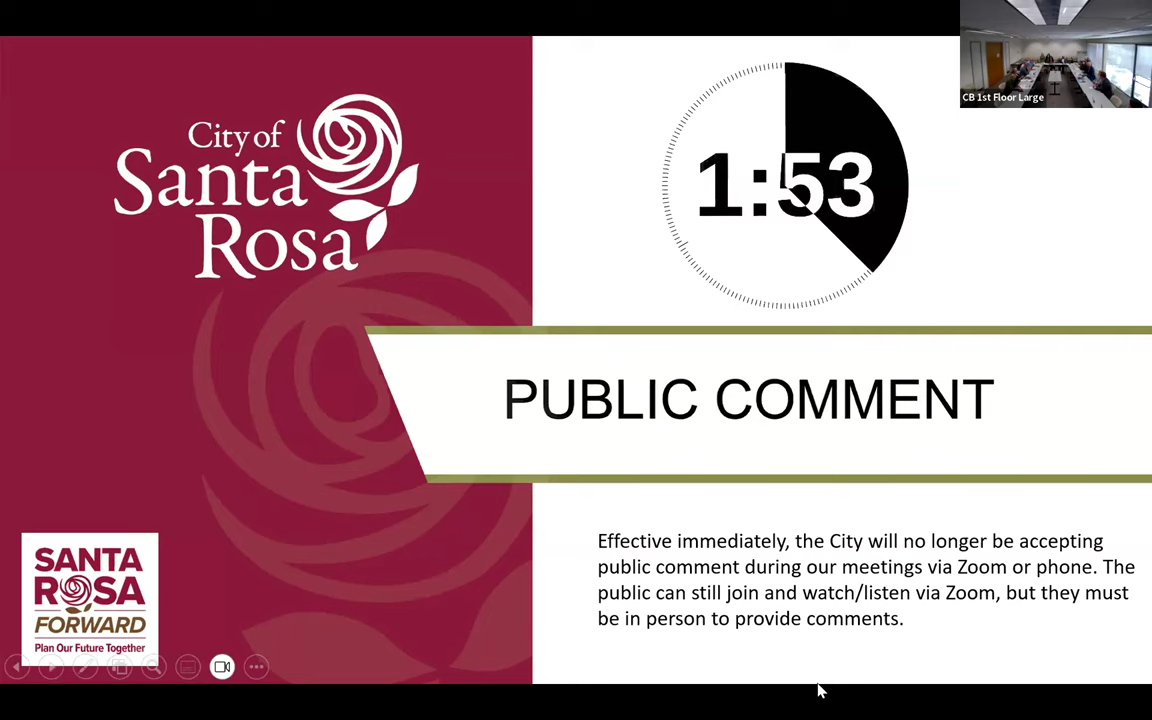 CB 1st Floor Large
City of
Santa
Rosa
1:53
PUBLIC COMMENT
Effective immediately, the City will no longer be accepting
public comment during our meetings via Zoom or phone. The
public can still join and watch/listen via Zoom, but they must
be in person to provide comments.
SANTA
ROSA
FORWARD
Plan Our Future Together